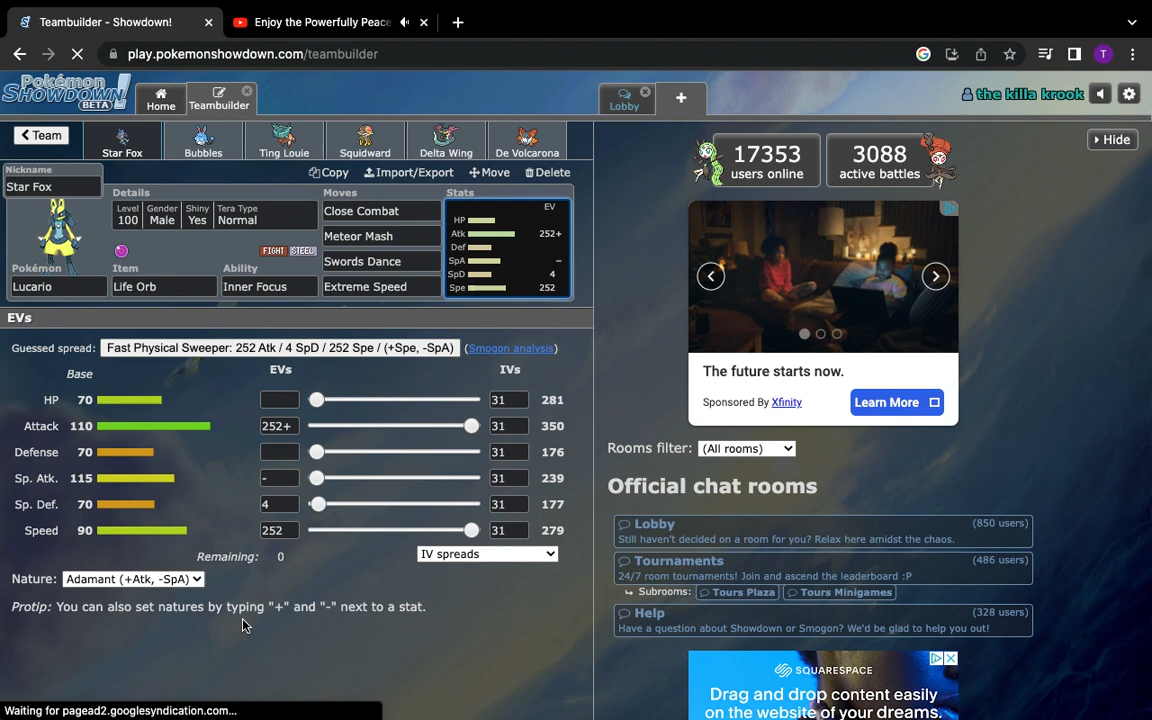 Teambuilder - Showdown!
Enjoy the Powerfully Peace
play.pokemonshowdown.com/teambuilder
T
Pokémon
SHOWDOWN!
BETA
Home
Teambuilder
Lobby
the killa krook
Team
Star Fox
Bubbles
Ting Louie
Squidward
Delta Wing
De Volcarona
Copy
Import/Export
Move
Delete
Nickname
Star Fox
Details
Level
100
Gender
Male
Shiny
Yes
Tera Type
Normal
FIGHT STEEL
Pokémon
Lucario
Item
Life Orb
Ability
Inner Focus
Moves
Close Combat
Meteor Mash
Swords Dance
Extreme Speed
Stats
EV
HP
Atk 252+
Def
SpA –
SpD 4
Spe 252
EVs
Guessed spread: Fast Physical Sweeper: 252 Atk / 4 SpD / 252 Spe / (+Spe, -SpA) (Smogon analysis)
Base EVs IVs
HP 70 31 281
Attack 110 252+ 31 350
Defense 70 31 176
Sp. Atk. 115 - 31 239
Sp. Def. 70 4 31 177
Speed 90 252 31 279
Remaining: 0 IV spreads
Nature: Adamant (+Atk, -SpA)
Protip: You can also set natures by typing "+" and "-" next to a stat.
Waiting for pagead2.googlesyndication.com...
Hide
17353
users online
3088
active battles
The future starts now.
Sponsored By Xfinity
Learn More
Rooms filter: (All rooms)
Official chat rooms
Lobby (850 users)
Still haven't decided on a room for you? Relax here amidst the chaos.
Tournaments (486 users)
24/7 room tournaments! Join and ascend the leaderboard :P
Subrooms: Tours Plaza Tours Minigames
Help (328 users)
Have a question about Showdown or Smogon? We'd be glad to help you out!
SQUARESPACE
Drag and drop content easily
on the website of your dreams.